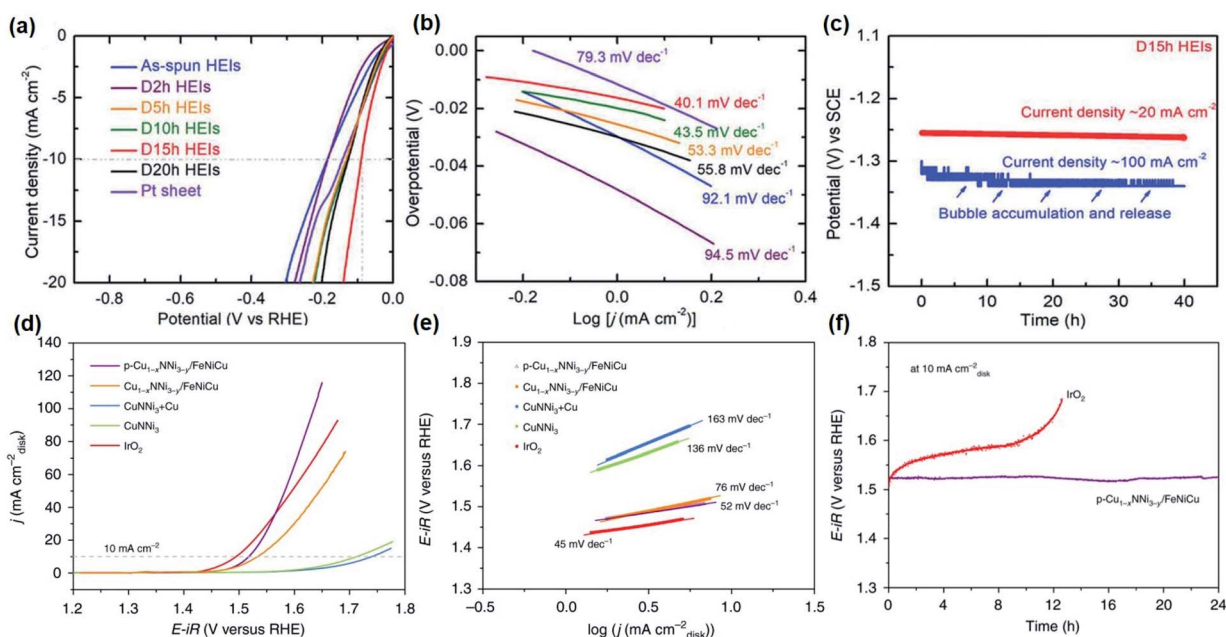 (a)
0
-5
-10
-15
-20
Current density (mA cm⁻²)
As-spun HEIs
D2h HEIs
D5h HEIs
D10h HEIs
D15h HEIs
D20h HEIs
Pt sheet
-0.8 -0.6 -0.4 -0.2 0.0
Potential (V vs RHE)
(b)
0.00
-0.02
-0.04
-0.06
-0.08
Overpotential (V)
79.3 mV dec⁻¹
40.1 mV dec⁻¹
43.5 mV dec⁻¹
53.3 mV dec⁻¹
55.8 mV dec⁻¹
92.1 mV dec⁻¹
94.5 mV dec⁻¹
-0.2 0.0 0.2 0.4
Log [j (mA cm⁻²)]
(c)
-1.1
-1.2
-1.3
-1.4
-1.5
Potential (V) vs SCE
D15h HEIs
Current density ~20 mA cm⁻²
Current density ~100 mA cm⁻²
Bubble accumulation and release
0 10 20 30 40
Time (h)
(d)
140
120
100
80
60
40
20
0
j (mA cm⁻²disk)
p-Cu₁₋ₓNNi₃₋y/FeNiCu
Cu₁₋ₓNNi₃₋y/FeNiCu
CuNNi₃+Cu
CuNNi₃
IrO₂
10 mA cm⁻²
1.2 1.3 1.4 1.5 1.6 1.7 1.8
E-iR (V versus RHE)
(e)
1.9
1.8
1.7
1.6
1.5
1.4
1.3
E-iR (V versus RHE)
p-Cu₁₋ₓNNi₃₋y/FeNiCu
Cu₁₋ₓNNi₃₋y/FeNiCu
CuNNi₃+Cu
CuNNi₃
IrO₂
163 mV dec⁻¹
136 mV dec⁻¹
76 mV dec⁻¹
52 mV dec⁻¹
45 mV dec⁻¹
−0.5 0.0 0.5 1.0 1.5
log (j (mA cm⁻²disk))
(f)
1.8
1.7
1.6
1.5
1.4
1.3
E-iR (V versus RHE)
at 10 mA cm⁻²disk
IrO₂
p-Cu₁₋ₓNNi₃₋y/FeNiCu
0 4 8 12 16 20 24
Time (h)